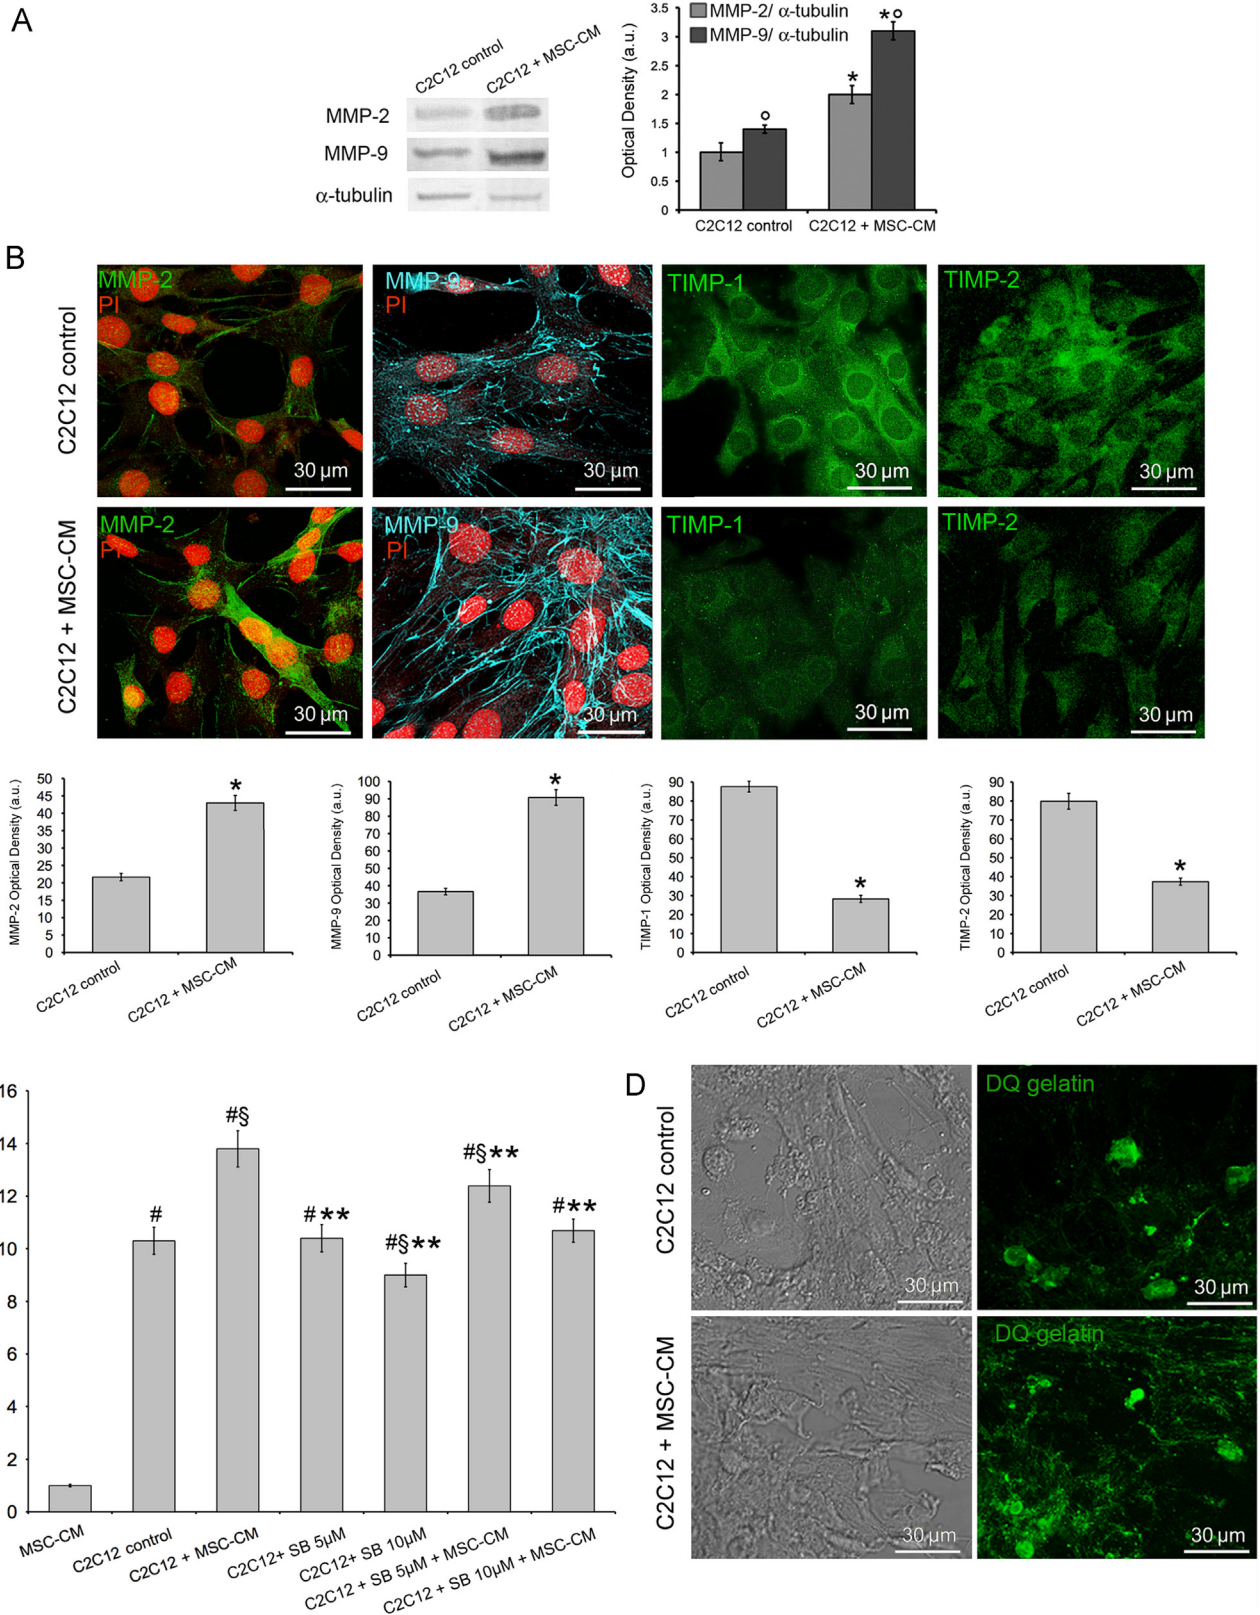 A
C2C12 control
C2C12 + MSC-CM
MMP-2
MMP-9
α-tubulin
Optical Density (a.u.)
3.5
3
2.5
2
1.5
1
0.5
0
MMP-2/ α-tubulin
MMP-9/ α-tubulin
*
*
C2C12 control
C2C12 + MSC-CM
B
C2C12 control
MMP-2
PI
30 µm
MMP-9
PI
30 µm
TIMP-1
30 µm
TIMP-2
30 µm
C2C12 + MSC-CM
MMP-2
PI
30 µm
MMP-9
PI
30 µm
TIMP-1
30 µm
TIMP-2
30 µm
MMP-2 Optical Density (a.u.)
50
45
40
35
30
25
20
15
10
5
0
*
C2C12 control
C2C12 + MSC-CM
MMP-9 Optical Density (a.u.)
100
90
80
70
60
50
40
30
20
10
0
*
C2C12 control
C2C12 + MSC-CM
TIMP-1 Optical Density (a.u.)
90
80
70
60
50
40
30
20
10
0
*
C2C12 control
C2C12 + MSC-CM
TIMP-2 Optical Density (a.u.)
90
80
70
60
50
40
30
20
10
0
*
C2C12 control
C2C12 + MSC-CM
16
14
12
10
8
6
4
2
0
#
#§
#**
#§**
#§**
#**
MSC-CM
C2C12 control
C2C12 + MSC-CM
C2C12+ SB 5µM
C2C12+ SB 10µM
C2C12 + SB 5µM + MSC-CM
C2C12 + SB 10µM + MSC-CM
D
C2C12 control
30 µm
DQ gelatin
30 µm
C2C12 + MSC-CM
30 µm
DQ gelatin
30 µm